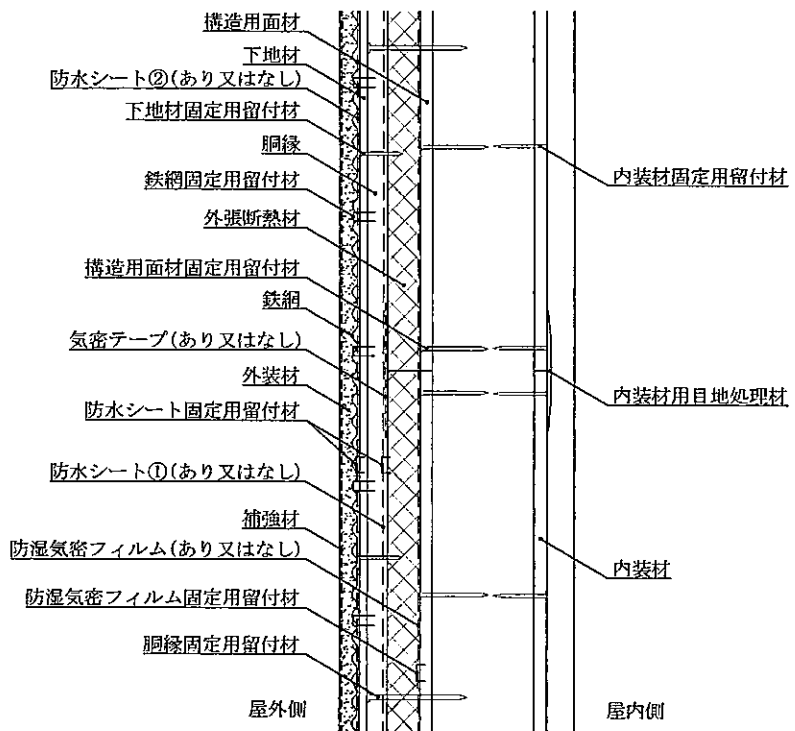 構造用面材
下地材
防水シート②(あり又はなし)
下地材固定用留付材
胴縁
鉄網固定用留付材
外張断熱材
構造用面材固定用留付材
鉄網
気密テープ(あり又はなし)
外装材
防水シート固定用留付材
防水シート①(あり又はなし)
補強材
防湿気密フィルム(あり又はなし)
防湿気密フィルム固定用留付材
胴縁固定用留付材
屋外側
内装材固定用留付材
内装材用目地処理材
内装材
屋内側